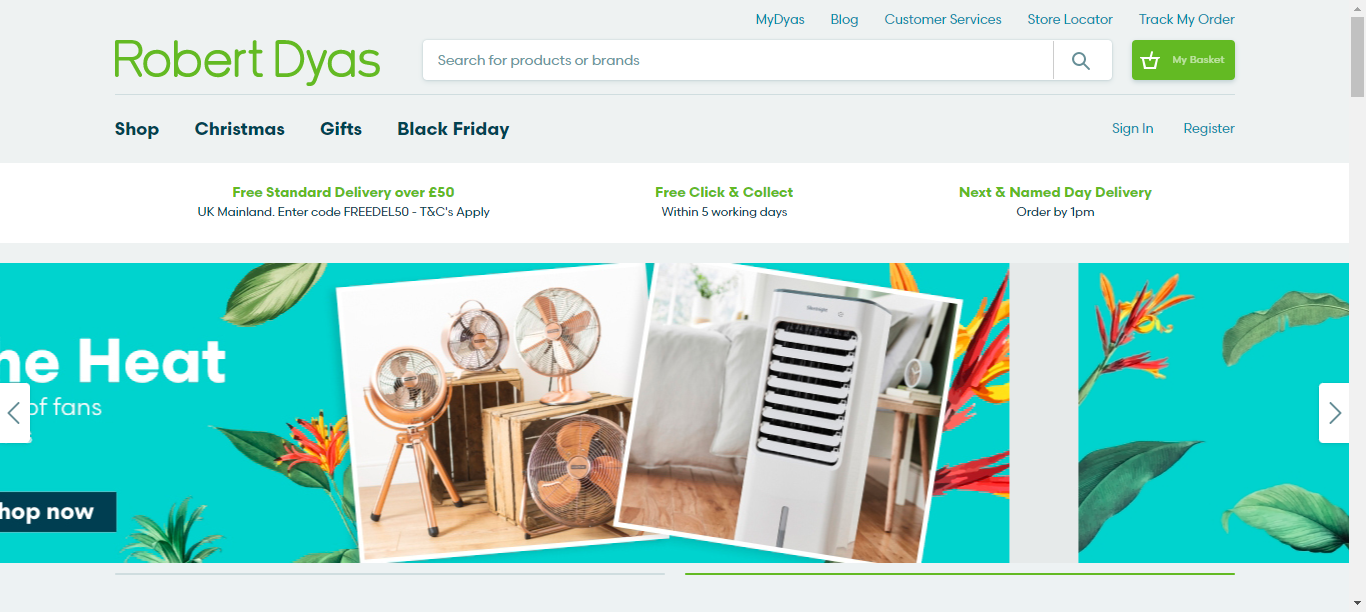 MyDyas Blog Customer Services Store Locator Track My Order
Robert Dyas
Search for products or brands
My Basket
Shop Christmas Gifts Black Friday
Sign In Register
Free Standard Delivery over £50
UK Mainland. Enter code FREEDEL50 - T&C's Apply
Free Click & Collect
Within 5 working days
Next & Named Day Delivery
Order by 1pm
ne Heat
of fans
hop now